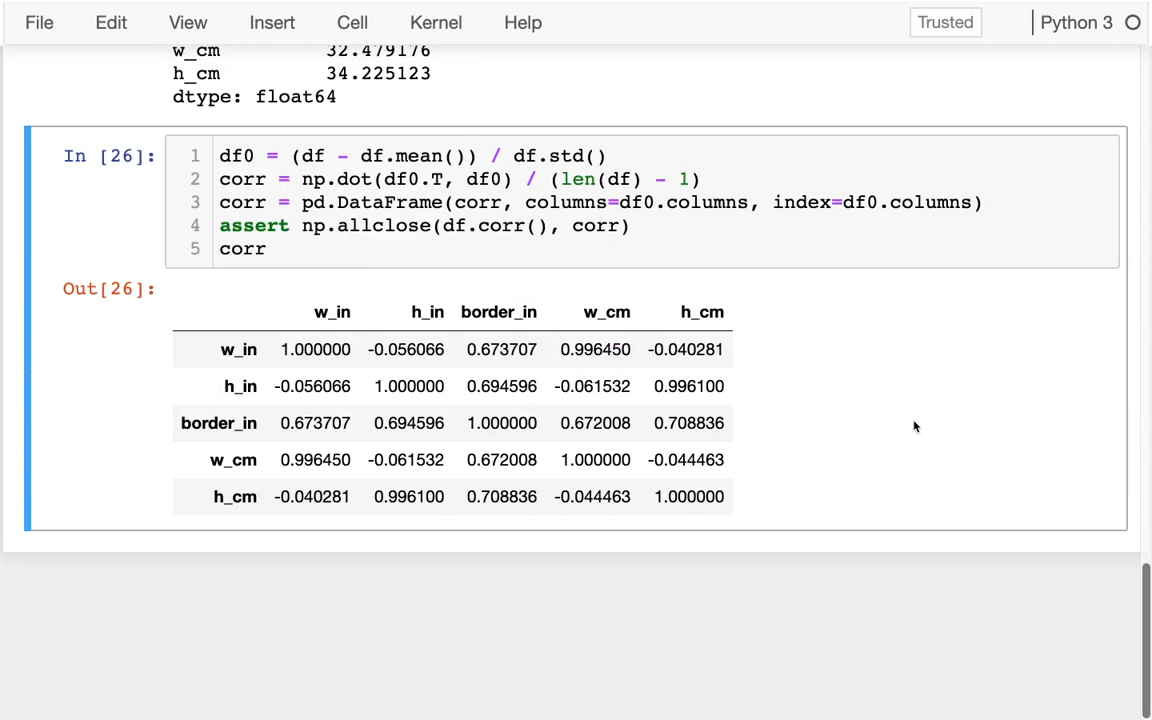 File Edit View Insert Cell Kernel Help Trusted Python 3
w_cm 32.479176
h_cm 34.225123
dtype: float64
In [26]: 1 df0 = (df - df.mean()) / df.std()
2 corr = np.dot(df0.T, df0) / (len(df) - 1)
3 corr = pd.DataFrame(corr, columns=df0.columns, index=df0.columns)
4 assert np.allclose(df.corr(), corr)
5 corr
Out[26]:
w_in h_in border_in w_cm h_cm
w_in 1.000000 -0.056066 0.673707 0.996450 -0.040281
h_in -0.056066 1.000000 0.694596 -0.061532 0.996100
border_in 0.673707 0.694596 1.000000 0.672008 0.708836
w_cm 0.996450 -0.061532 0.672008 1.000000 -0.044463
h_cm -0.040281 0.996100 0.708836 -0.044463 1.000000